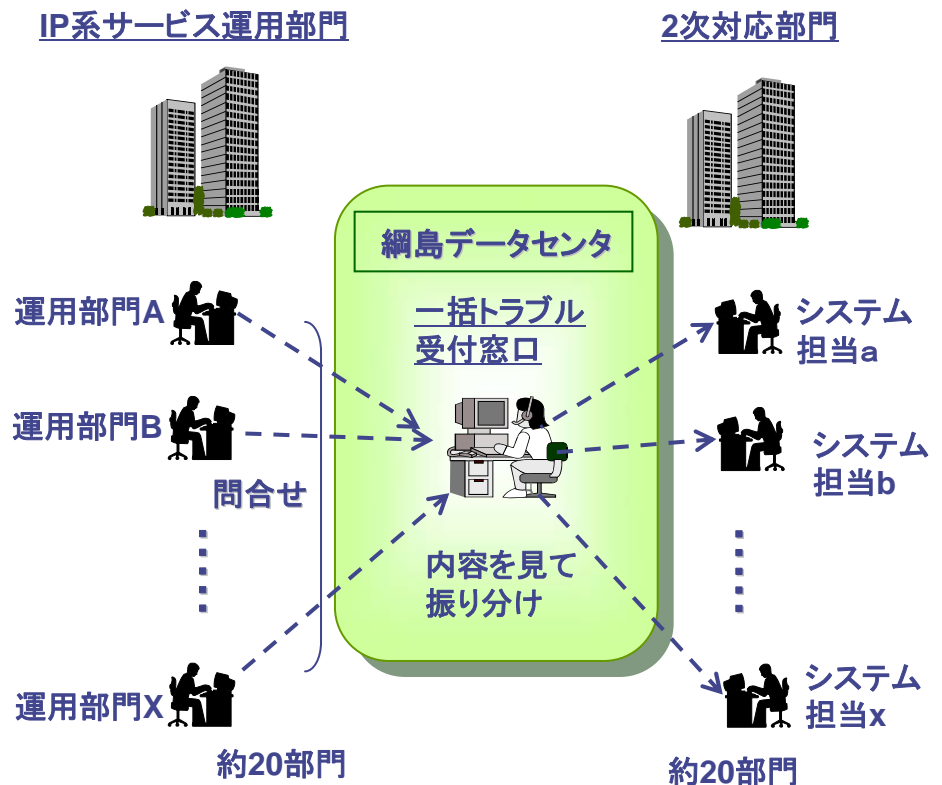 IP系サービス運用部門
2次対応部門
綱島データセンタ
一括トラブル
受付窓口
運用部門A
運用部門B
問合せ
運用部門X
約20部門
内容を見て
振り分け
システム
担当a
システム
担当b
システム
担当x
約20部門